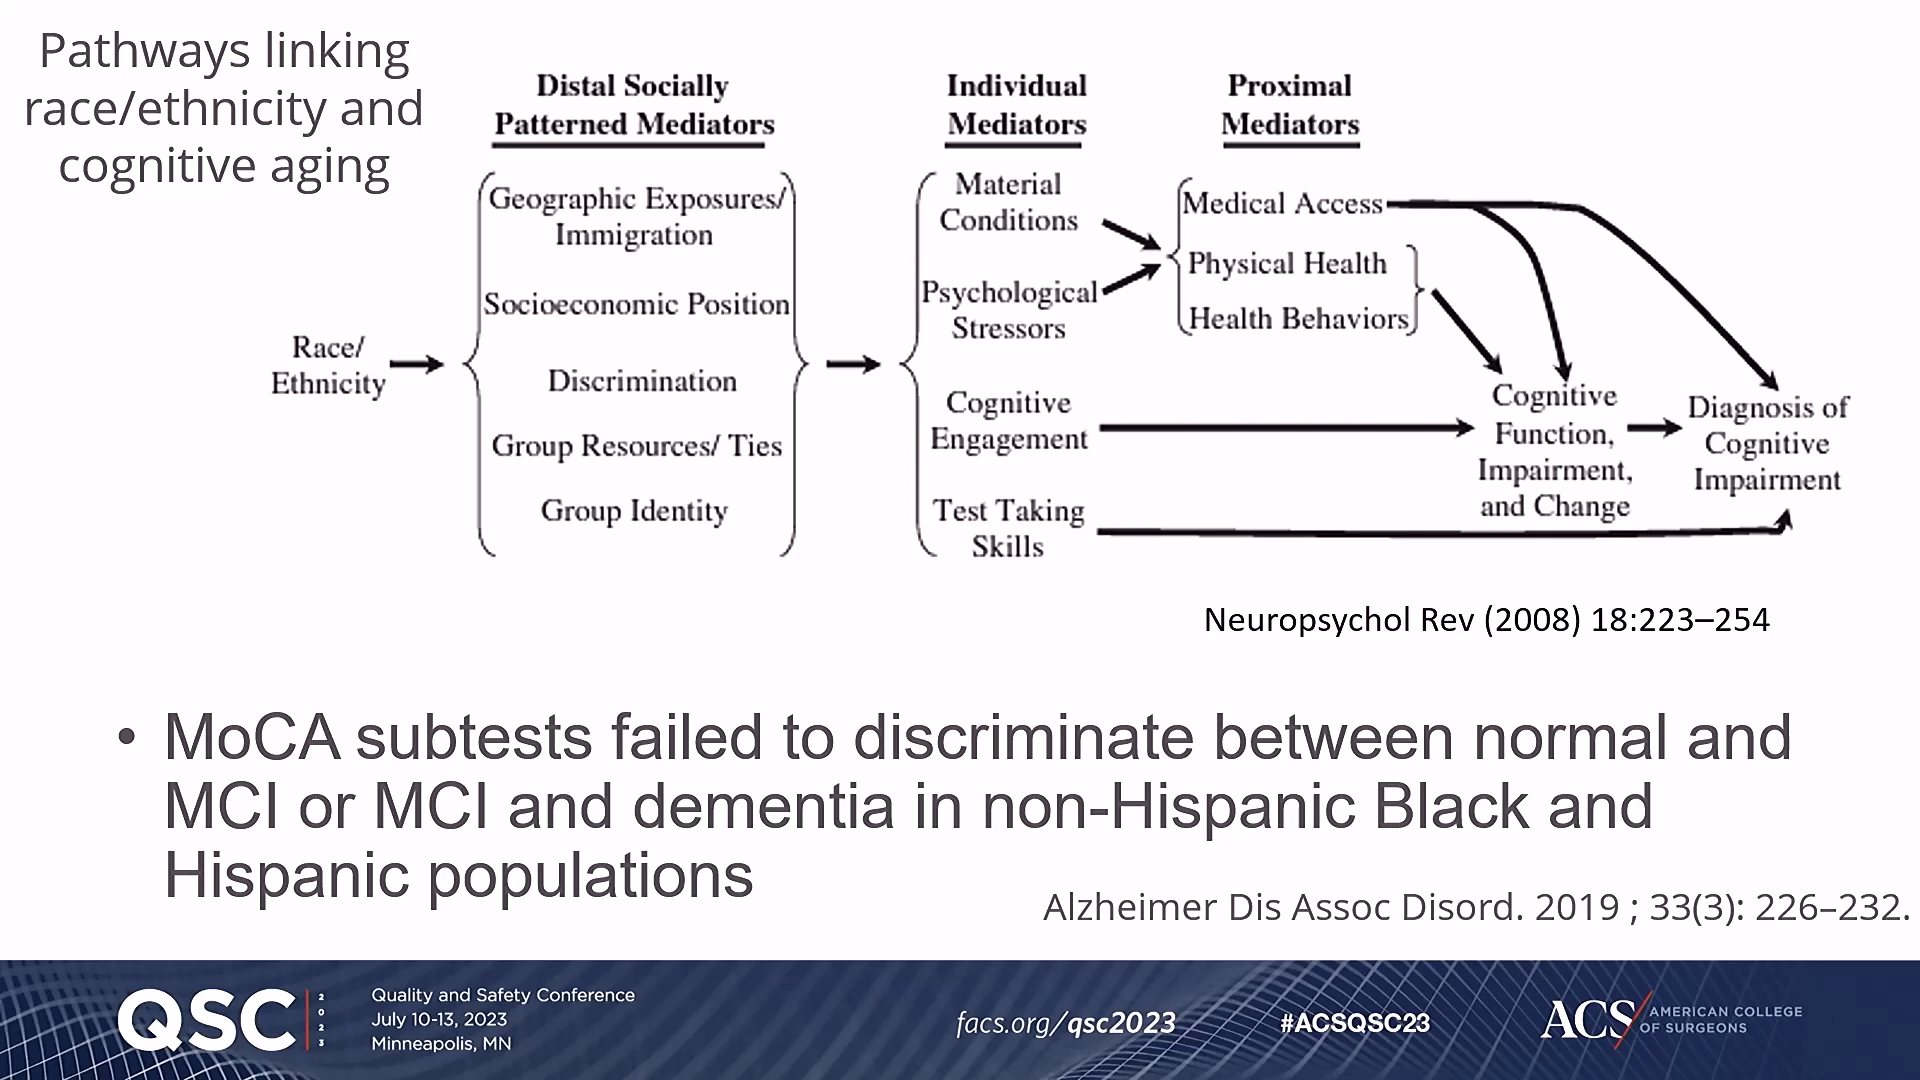 Pathways linking
race/ethnicity and
cognitive aging
Distal Socially
Patterned Mediators
Individual
Mediators
Proximal
Mediators
Race/
Ethnicity
Geographic Exposures/
Immigration
Socioeconomic Position
Discrimination
Group Resources/ Ties
Group Identity
Material
Conditions
Psychological
Stressors
Cognitive
Engagement
Test Taking
Skills
Medical Access
Physical Health
Health Behaviors
Cognitive
Function,
Impairment,
and Change
Diagnosis of
Cognitive
Impairment
Neuropsychol Rev (2008) 18:223–254
• MoCA subtests failed to discriminate between normal and
MCI or MCI and dementia in non-Hispanic Black and
Hispanic populations
Alzheimer Dis Assoc Disord. 2019 ; 33(3): 226–232.
QSC
2023
Quality and Safety Conference
July 10-13, 2023
Minneapolis, MN
facs.org/qsc2023
#ACSQSC23
ACS
AMERICAN COLLEGE
OF SURGEONS